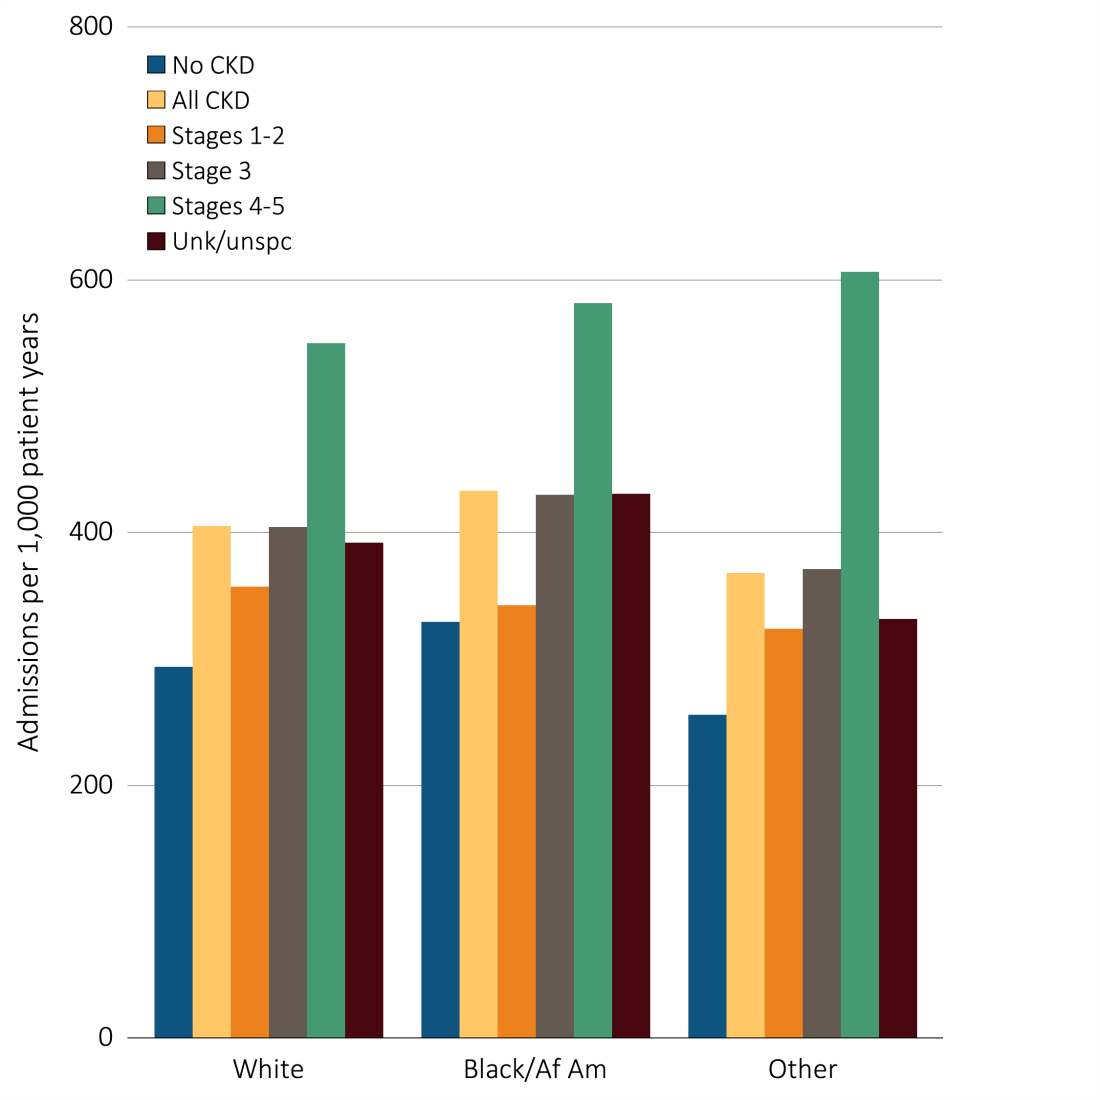 800
No CKD
All CKD
Stages 1-2
Stage 3
Stages 4-5
Unk/unspc
600
Admissions per 1,000 patient years
400
200
0
White
Black/Af Am
Other